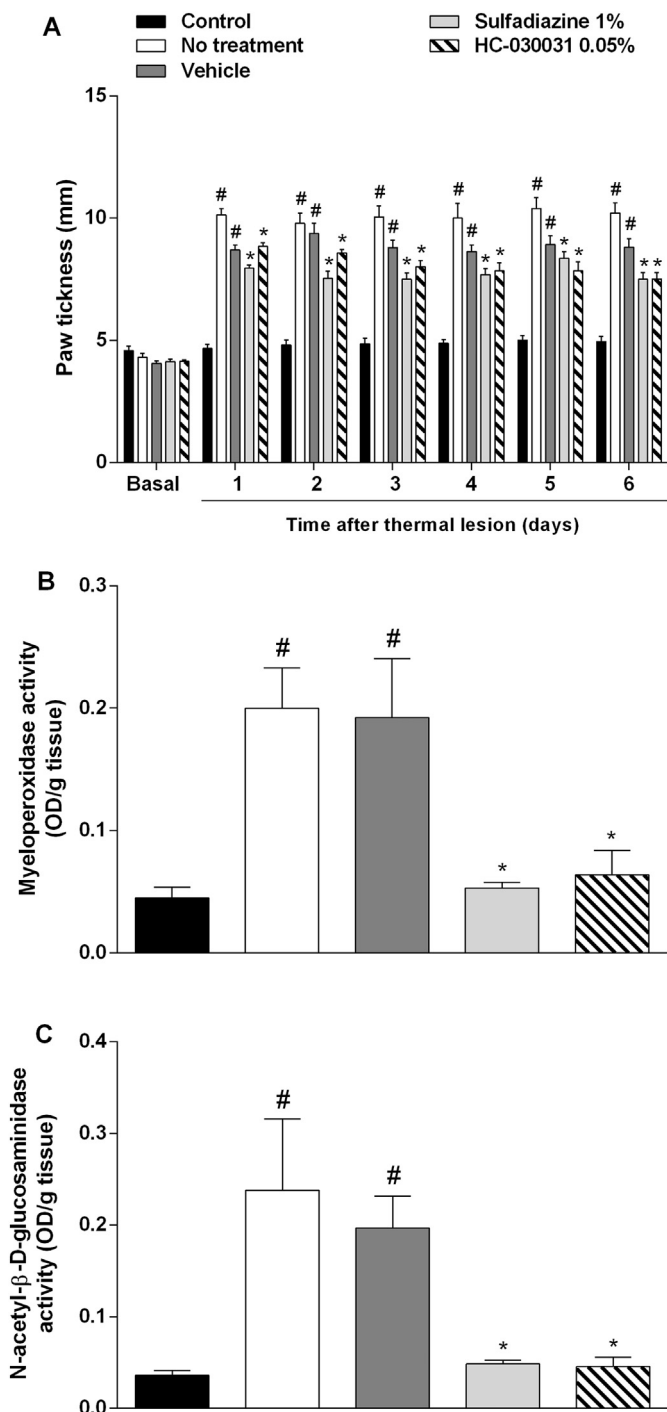 A
Control
No treatment
Vehicle
Sulfadiazine 1%
HC-030031 0.05%
Paw tickness (mm)
15
10
5
0
# # * *
# # * *
# # * *
# # * *
# # * *
# # * *
Basal 1 2 3 4 5 6
Time after thermal lesion (days)
B
Myeloperoxidase activity
(OD/g tissue)
0.3
0.2
0.1
0.0
# # * *
C
N-acetyl-β-D-glucosaminidase
activity (OD/g tissue)
0.4
0.3
0.2
0.1
0.0
# # * *